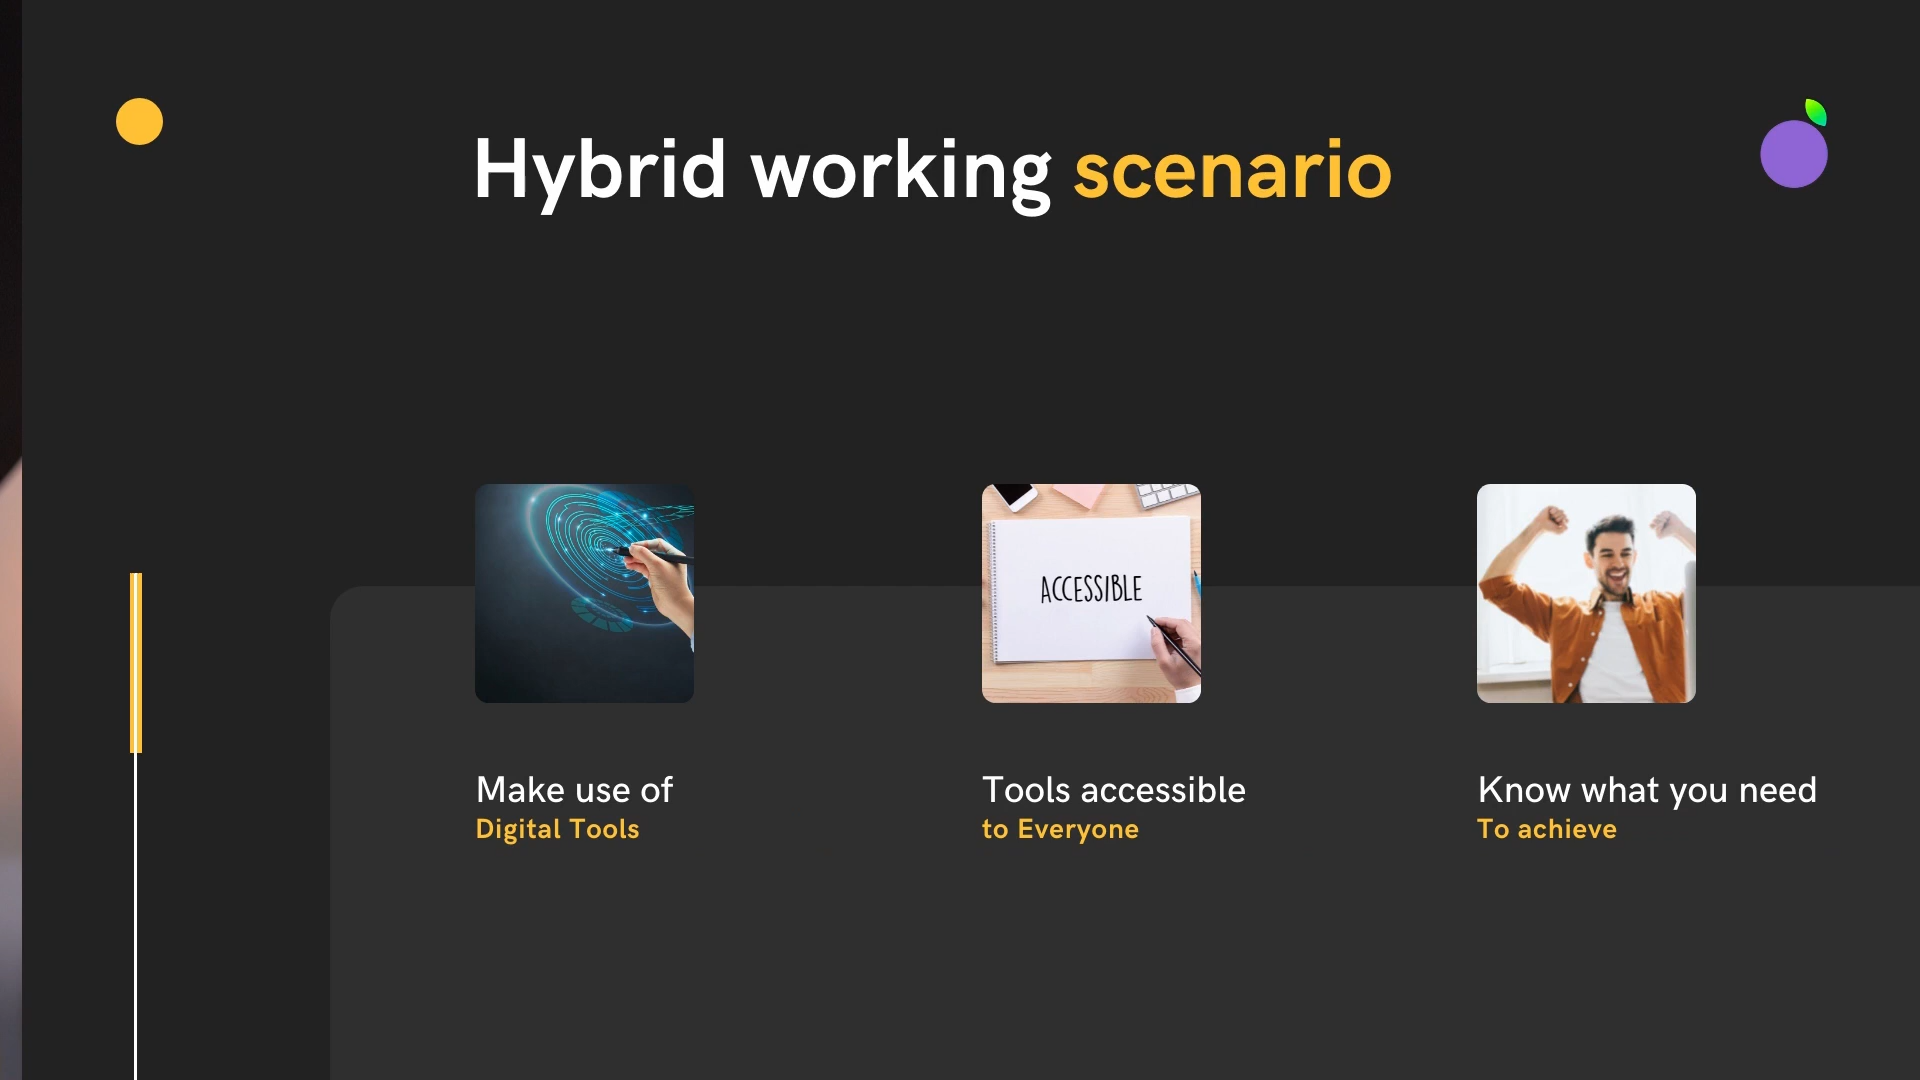 Hybrid working scenario
ACCESSIBLE
Make use of
Digital Tools
Tools accessible
to Everyone
Know what you need
To achieve